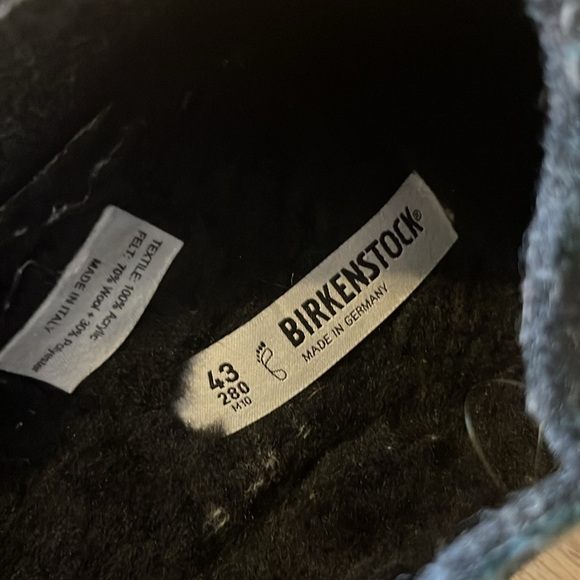 TEXTILE: 100% Acrylic
FELT: 70% Wool + 30% Polyester
MADE IN ITALY
BIRKENSTOCK®
MADE IN GERMANY
43
280
M10